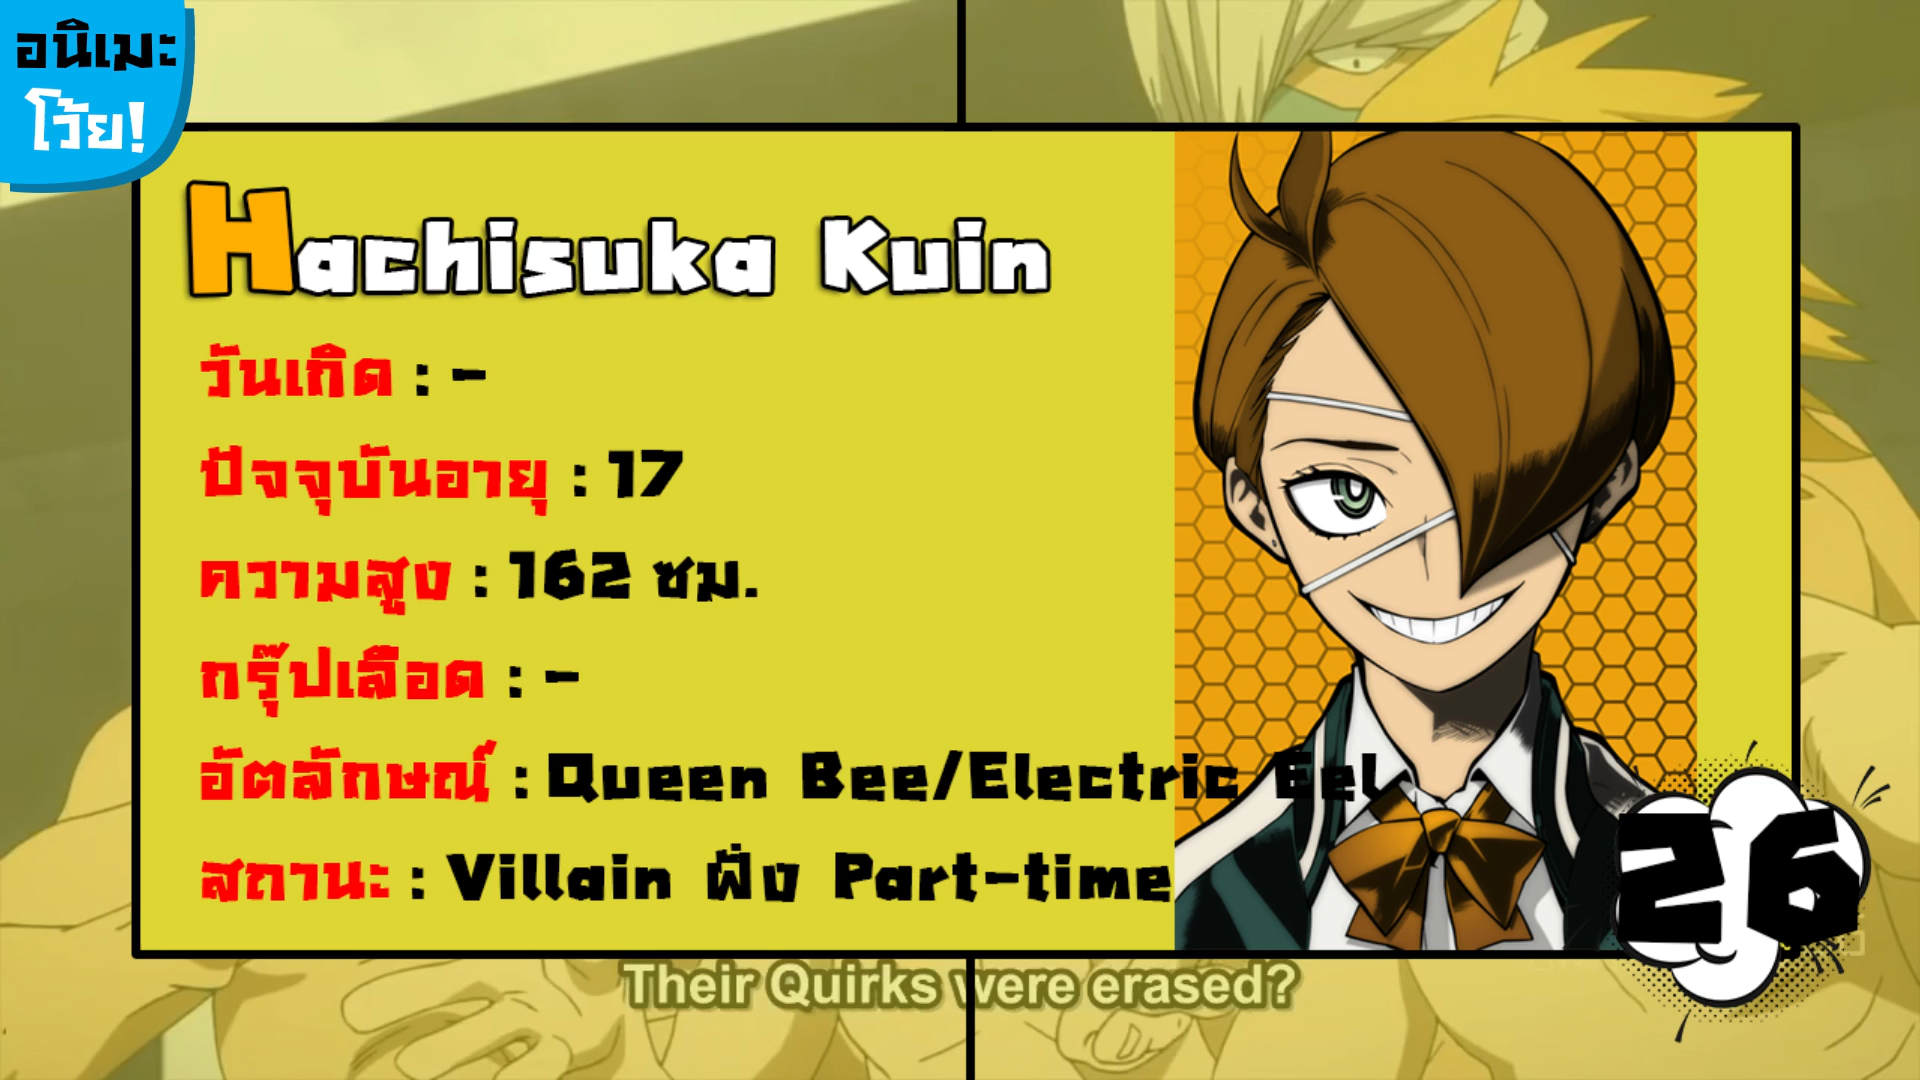 อนิเมะ
โว้ย!
Hachisuka Kuin
วันเกิด : -
ปัจจุบันอายุ : 17
ความสูง : 162 ซม.
กรุ๊ปเลือด : -
อัตลักษณ์ : Queen Bee/Electric Eel
สถานะ : Villain ฝั่ง Part-time
26
Their Quirks were erased?